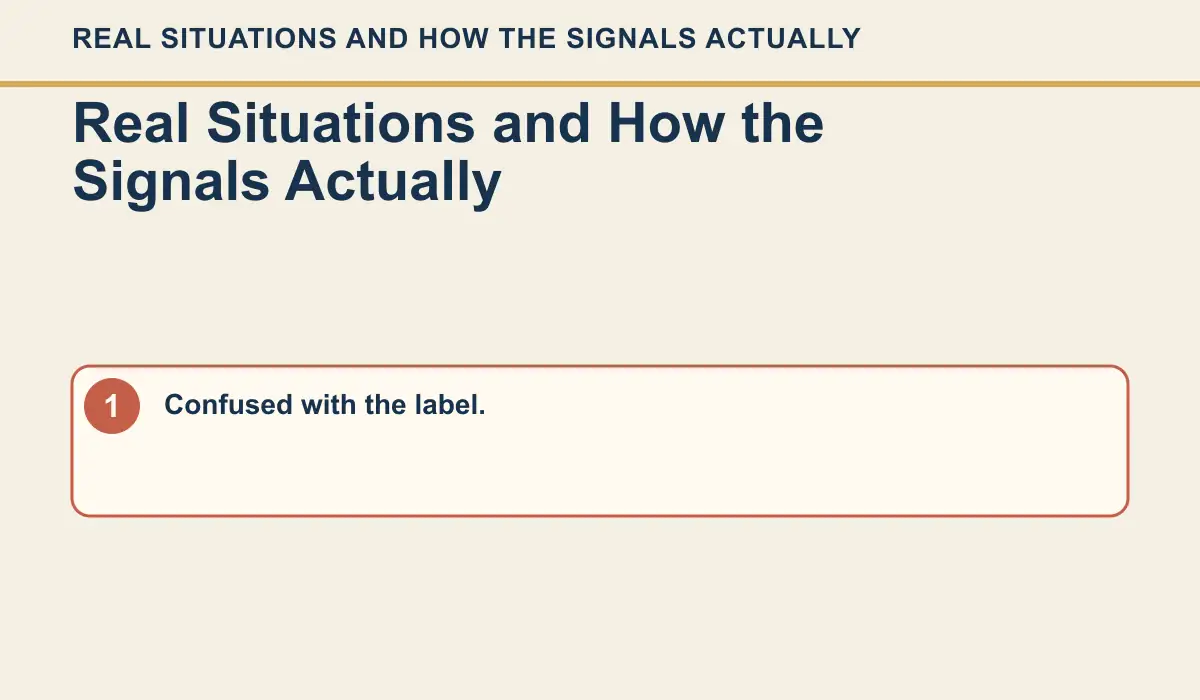 REAL SITUATIONS AND HOW THE SIGNALS ACTUALLY
Real Situations and How the
Signals Actually
1
Confused with the label.